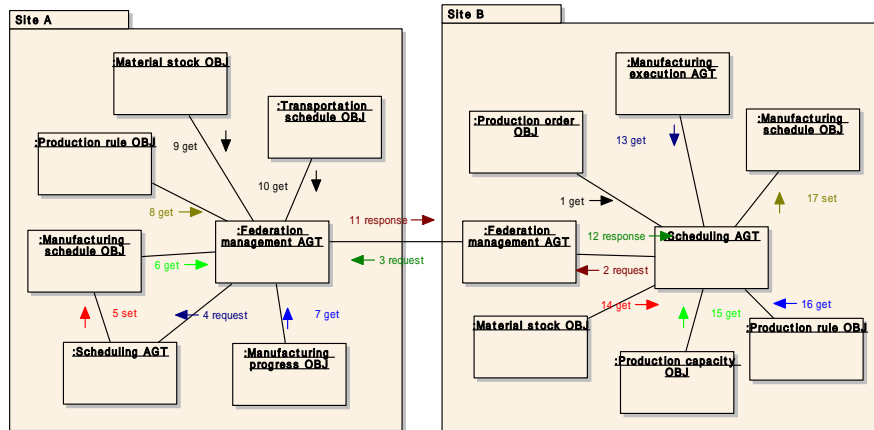 Site A
:Material stock OBJ
:Transportation
schedule OBJ
:Production rule OBJ
9 get
10 get
8 get
:Federation
management AGT
:Manufacturing
schedule OBJ
6 get
5 set
4 request
7 get
:Scheduling AGT
:Manufacturing
progress OBJ
11 response
3 request
Site B
:Manufacturing
execution AGT
:Production order
OBJ
:Manufacturing
schedule OBJ
13 get
1 get
17 set
:Federation
management AGT
12 response
:Scheduling AGT
2 request
14 get
15 get
16 get
:Material stock OBJ
:Production capacity
OBJ
:Production rule OBJ